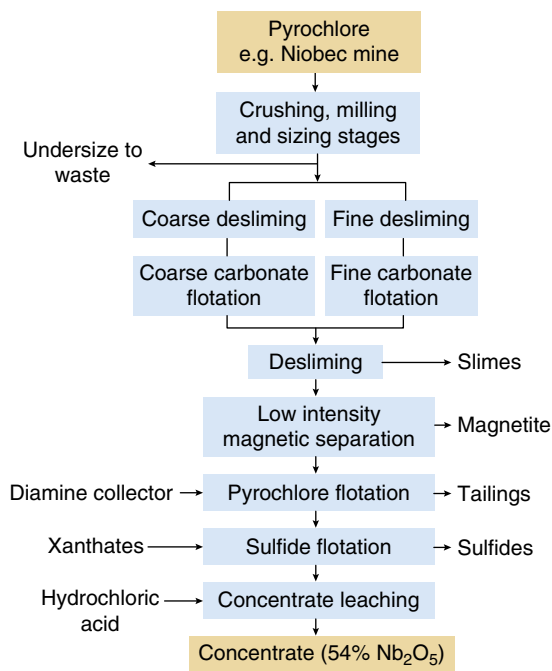 Pyrochlore
e.g. Niobec mine
Crushing, milling
and sizing stages
Undersize to
waste
Coarse desliming
Fine desliming
Coarse carbonate
flotation
Fine carbonate
flotation
Desliming
Slimes
Low intensity
magnetic separation
Magnetite
Diamine collector
Pyrochlore flotation
Tailings
Xanthates
Sulfide flotation
Sulfides
Hydrochloric
acid
Concentrate leaching
Concentrate (54% Nb₂O₅)